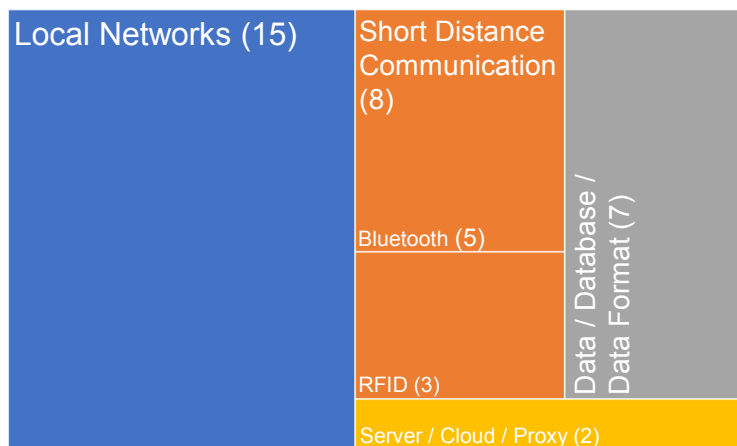 Local Networks (15)
Short Distance
Communication
(8)
Bluetooth (5)
RFID (3)
Data / Database /
Data Format (7)
Server / Cloud / Proxy (2)